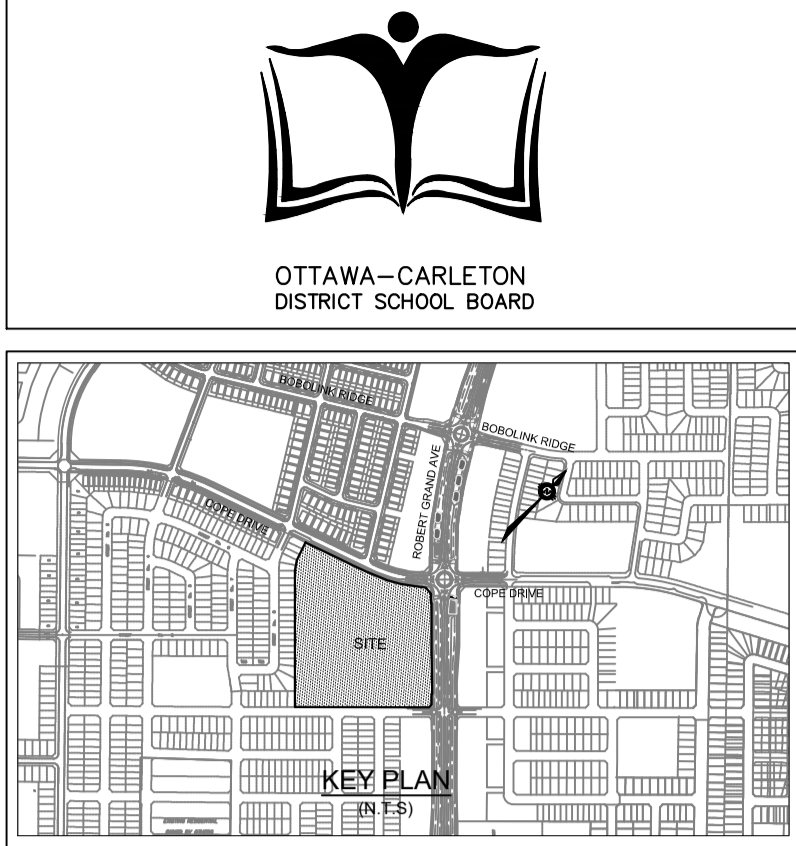 OTTAWA-CARLETON
DISTRICT SCHOOL BOARD
BOBOLINK RIDGE
BOBOLINK RIDGE
ROBERT GRAND AVE
COPE DRIVE
COPE DRIVE
SITE
KEY PLAN
(N.T.S)